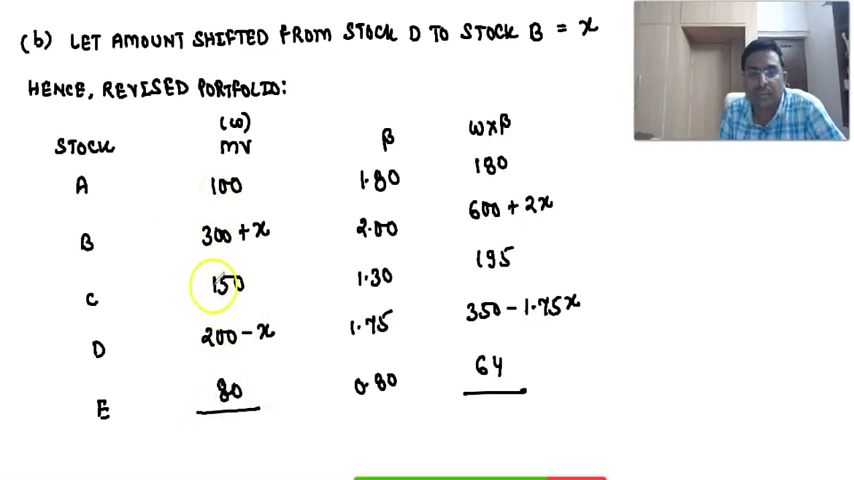 (b) LET AMOUNT SHIFTED FROM STOCK D TO STOCK B = x
HENCE, REVISED PORTFOLIO:
STOCK (W) MV β W×β
A 100 1.80 180
B 300 + x 2.00 600 + 2x
C 150 1.30 195
D 200 - x 1.75 350 - 1.75x
E 80 0.80 64